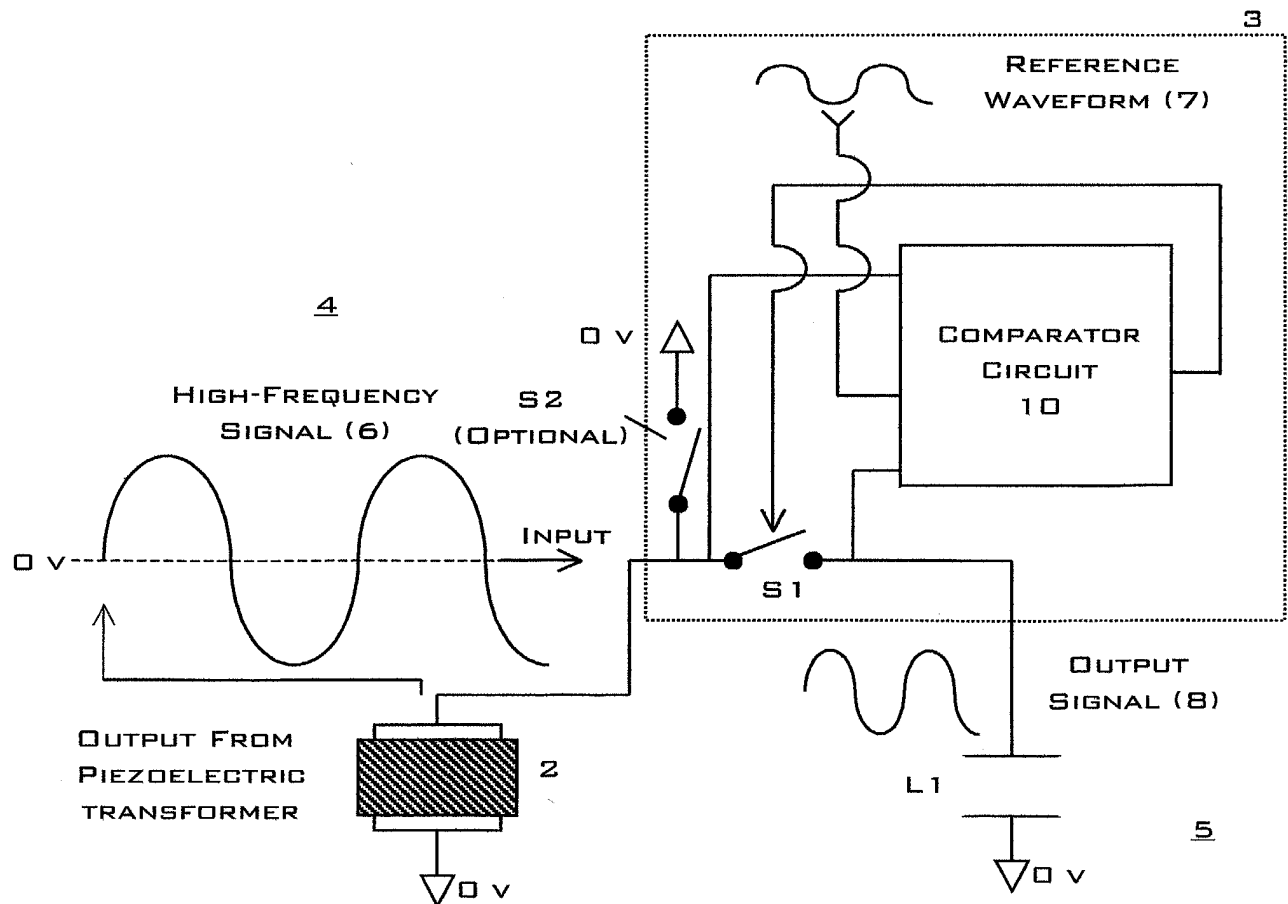 3
REFERENCE
WAVEFORM (7)
4
0 V
COMPARATOR
CIRCUIT
10
HIGH-FREQUENCY
SIGNAL (6)
S2
(OPTIONAL)
INPUT
0 V
S1
OUTPUT
SIGNAL (8)
OUTPUT FROM
PIEZOELECTRIC
TRANSFORMER
2
L1
5
0 V
0 V